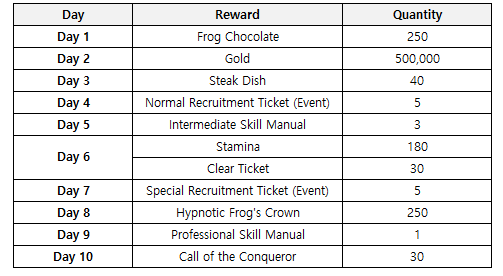 Day Reward Quantity
Day 1 Frog Chocolate 250
Day 2 Gold 500,000
Day 3 Steak Dish 40
Day 4 Normal Recruitment Ticket (Event) 5
Day 5 Intermediate Skill Manual 3
Day 6 Stamina 180
Clear Ticket 30
Day 7 Special Recruitment Ticket (Event) 5
Day 8 Hypnotic Frog's Crown 250
Day 9 Professional Skill Manual 1
Day 10 Call of the Conqueror 30